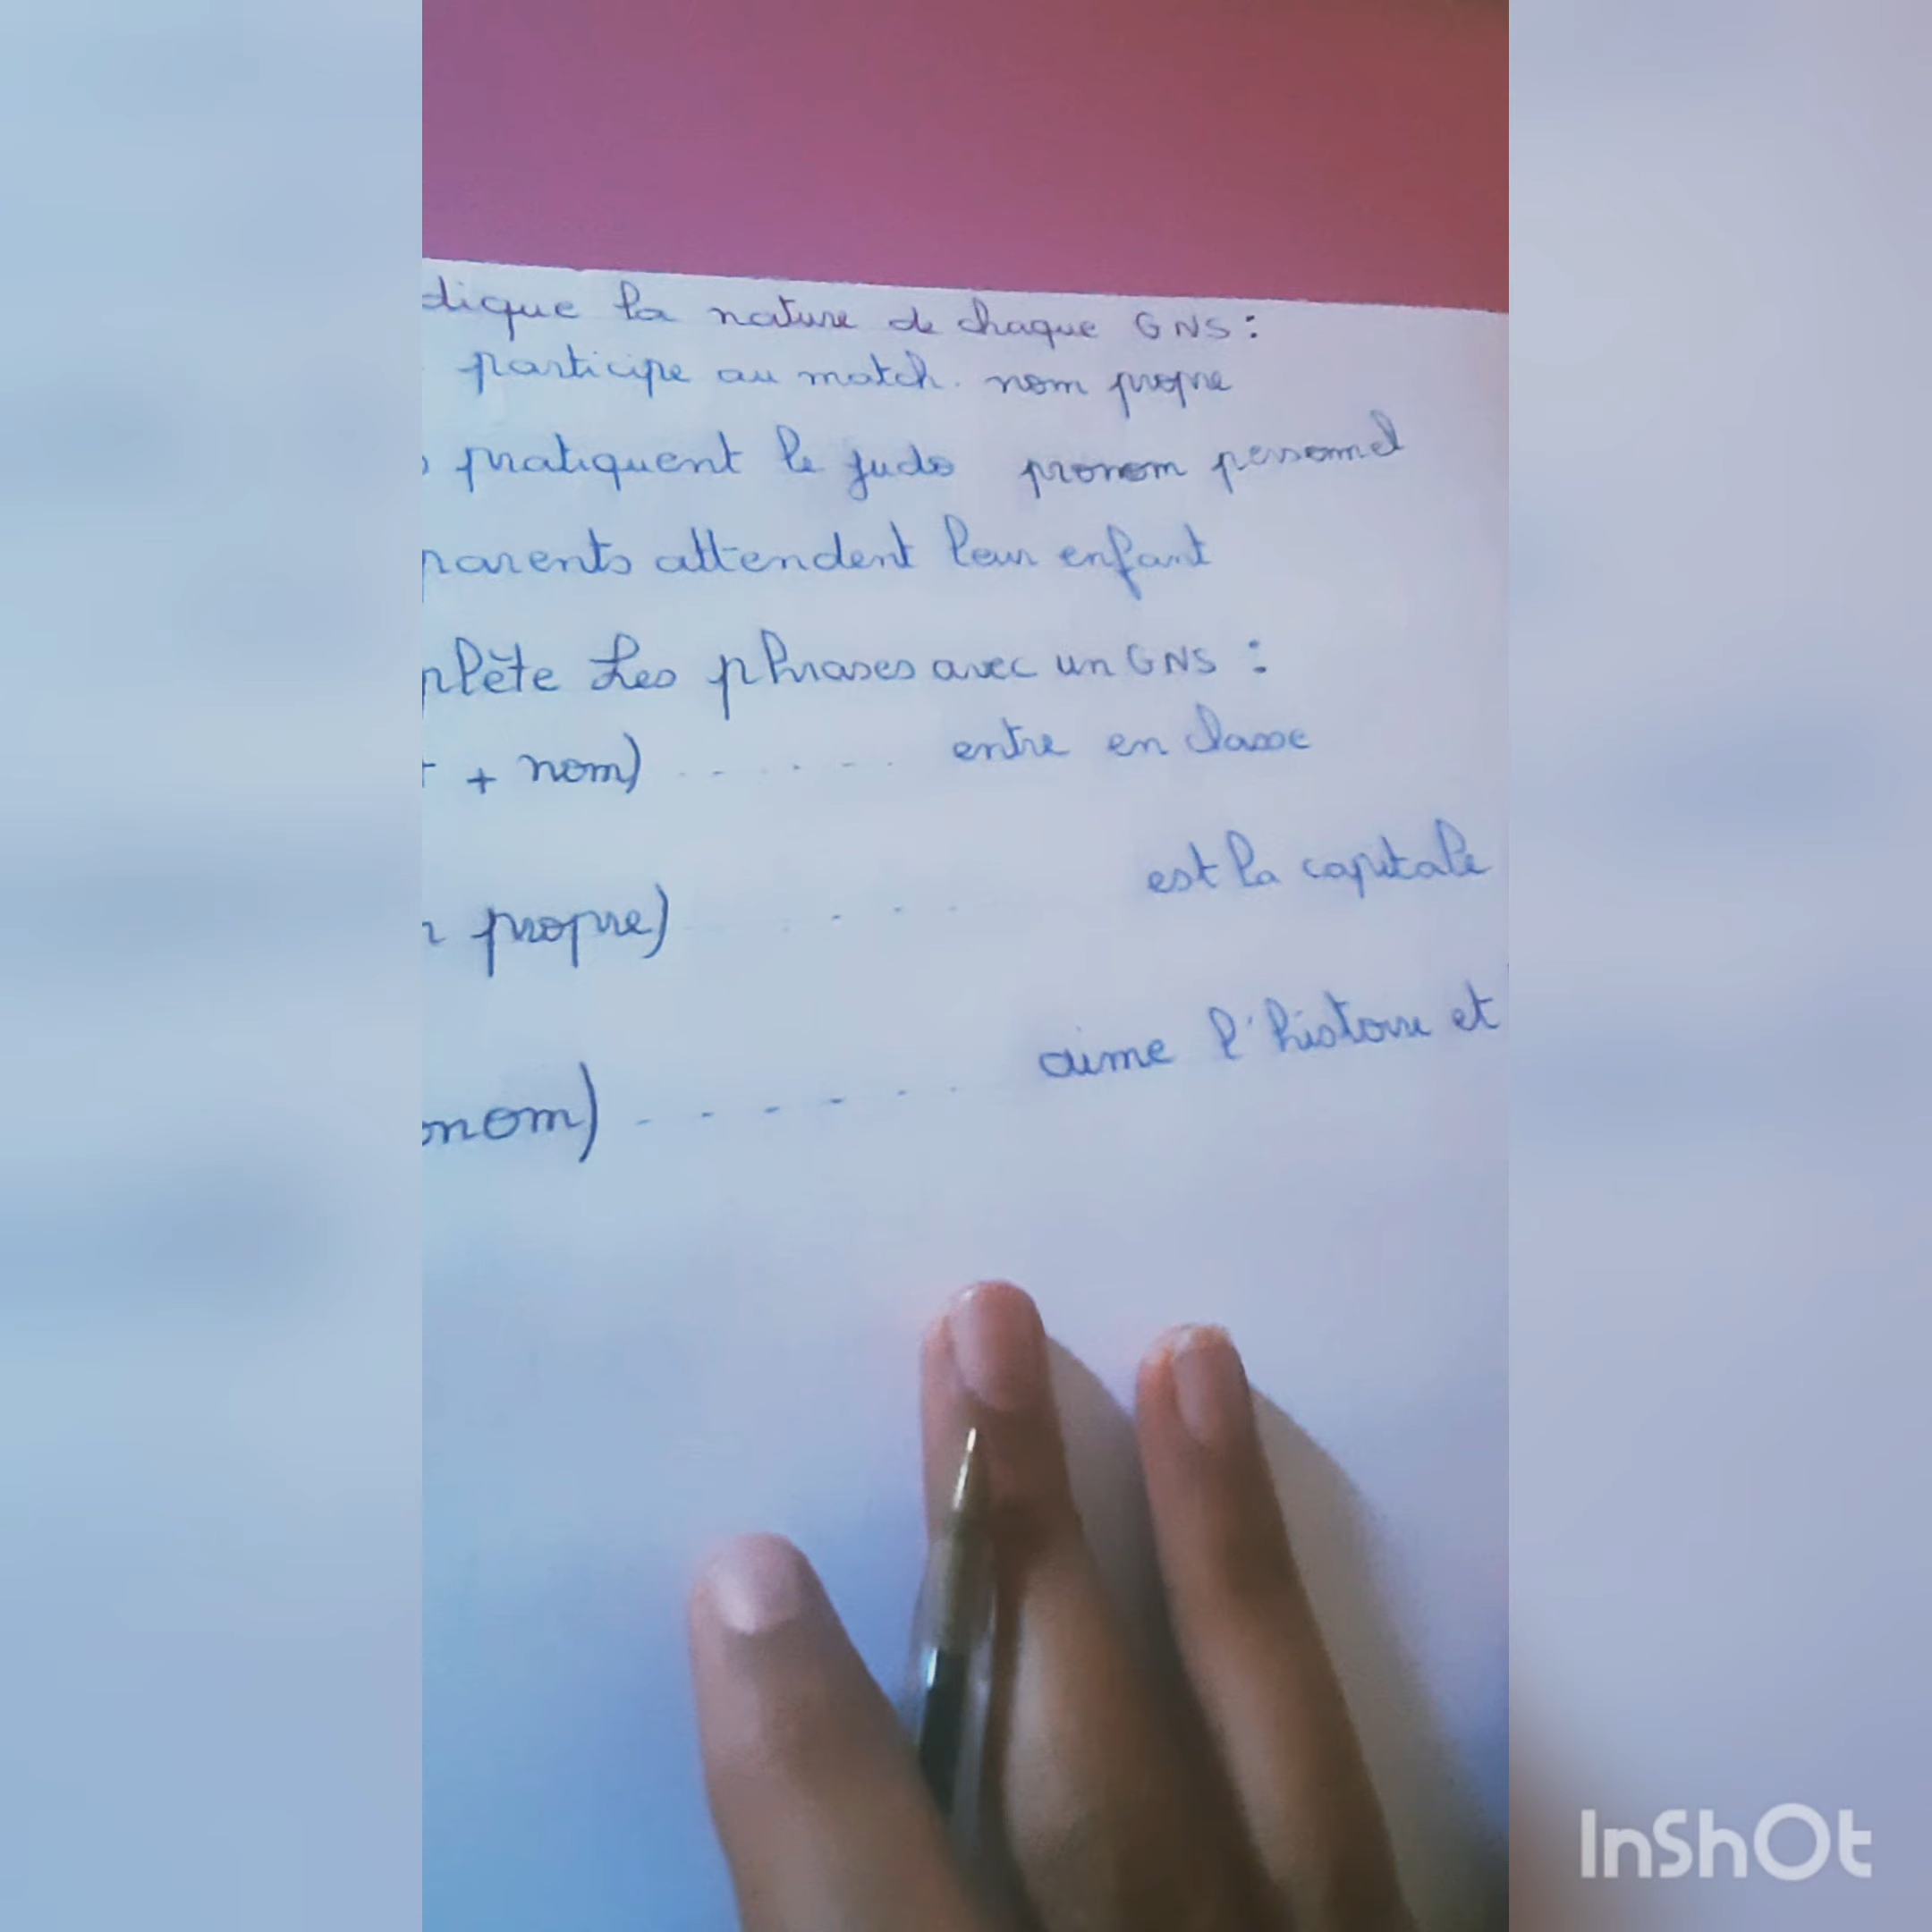 dique la nature de chaque GNS :
participe au match. nom propre
pratiquent le judo pronom personnel
parents attendent leur enfant
plète les phrases avec un GNS :
+ nom) ...... entre en classe
propre) .... est la capitale
nom) ...... aime l'histoire et
InShOt